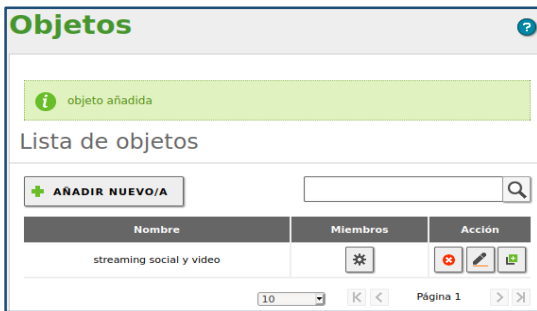 Objetos
?
i objeto añadida
Lista de objetos
AÑADIR NUEVO/A
Nombre Miembros Acción
streaming social y video
10 Página 1